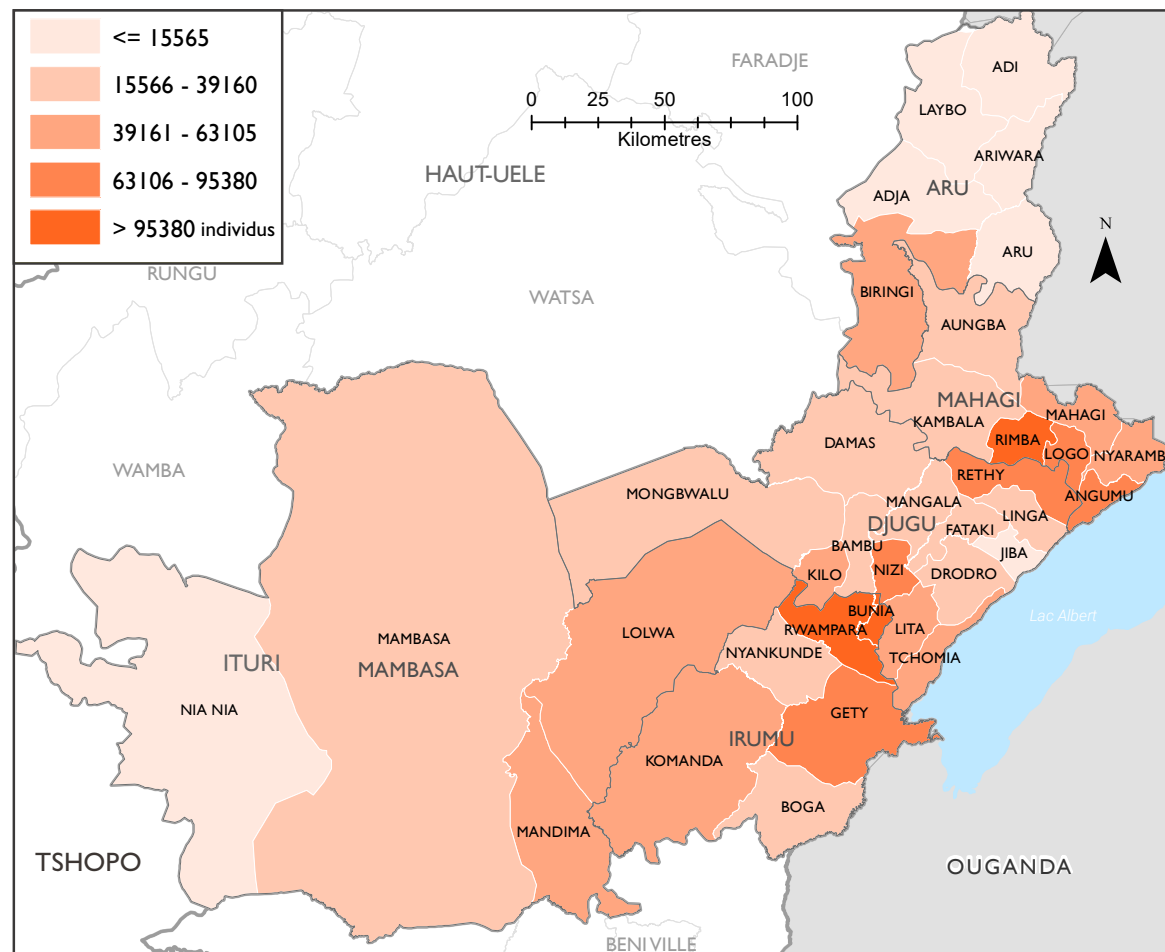 <= 15565
15566 - 39160
39161 - 63105
63106 - 95380
> 95380 individus
FARADJE
0 25 50 100
Kilometres
HAUT-UELE
RUNGU
WATSA
WAMBA
N
ADI
LAYBO
ARIWARA
ADJA
ARU
ARU
BIRINGI
AUNGBA
MAHAGI
KAMBALA
MAHAGI
DAMAS
RIMBA
LOGO
NYARAMB
RETHY
MONGBWALU
MANGALA
ANGUMU
LINGA
DJUGU
FATAKI
BAMBU
JIBA
KILO
NIZI
DRODRO
BUNIA
Lac Albert
LOLWA
RWAMPARA
LITA
MAMBASA
NYANKUNDE
TCHOMIA
ITURI
MAMBASA
NIA NIA
GETY
IRUMU
KOMANDA
BOGA
MANDIMA
TSHOPO
OUGANDA
BENI VILLE